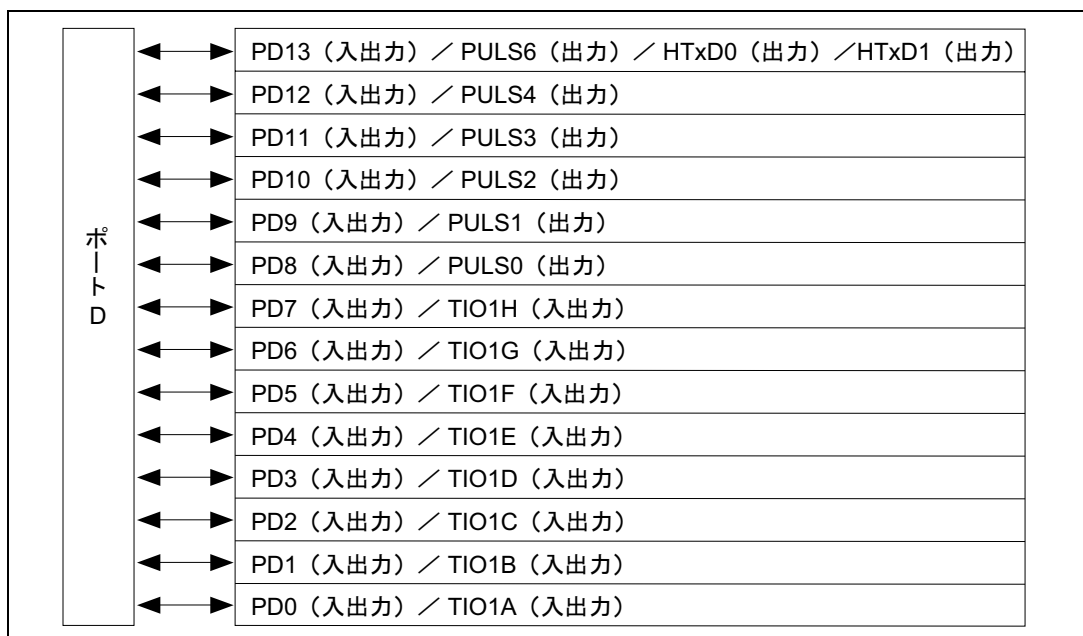 ポートD
PD13（入出力）／ PULS6（出力）／ HTxD0（出力）／HTxD1（出力）
PD12（入出力）／ PULS4（出力）
PD11（入出力）／ PULS3（出力）
PD10（入出力）／ PULS2（出力）
PD9（入出力）／ PULS1（出力）
PD8（入出力）／ PULS0（出力）
PD7（入出力）／ TIO1H（入出力）
PD6（入出力）／ TIO1G（入出力）
PD5（入出力）／ TIO1F（入出力）
PD4（入出力）／ TIO1E（入出力）
PD3（入出力）／ TIO1D（入出力）
PD2（入出力）／ TIO1C（入出力）
PD1（入出力）／ TIO1B（入出力）
PD0（入出力）／ TIO1A（入出力）